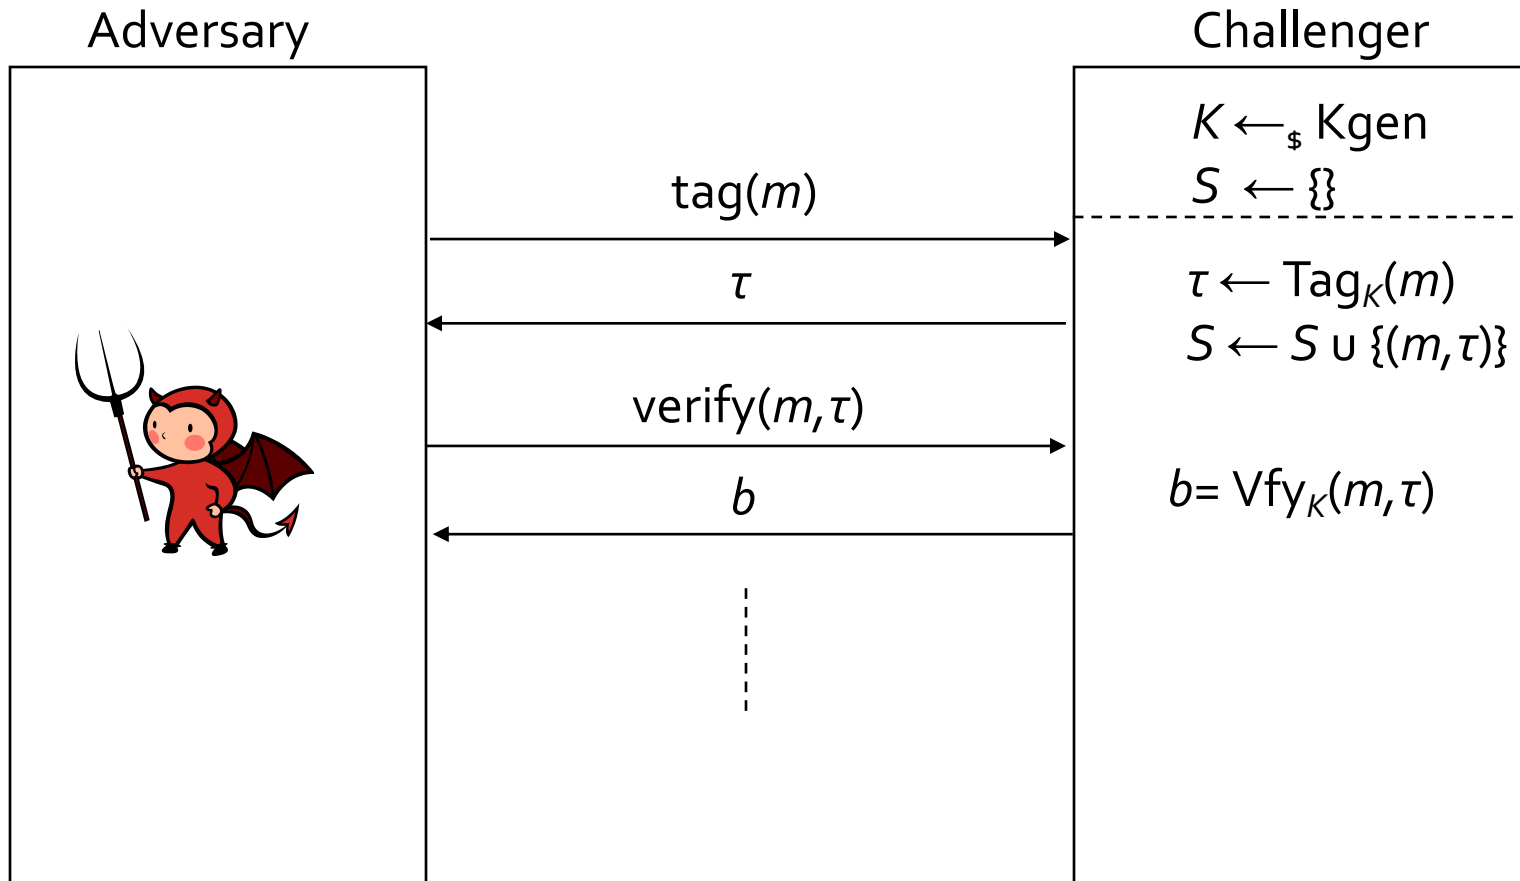 Adversary
Challenger
K ←$ Kgen
S ← {}
tag(m)
τ
τ ← TagK(m)
S ← S ∪ {(m,τ)}
verify(m,τ)
b
b= VfyK(m,τ)